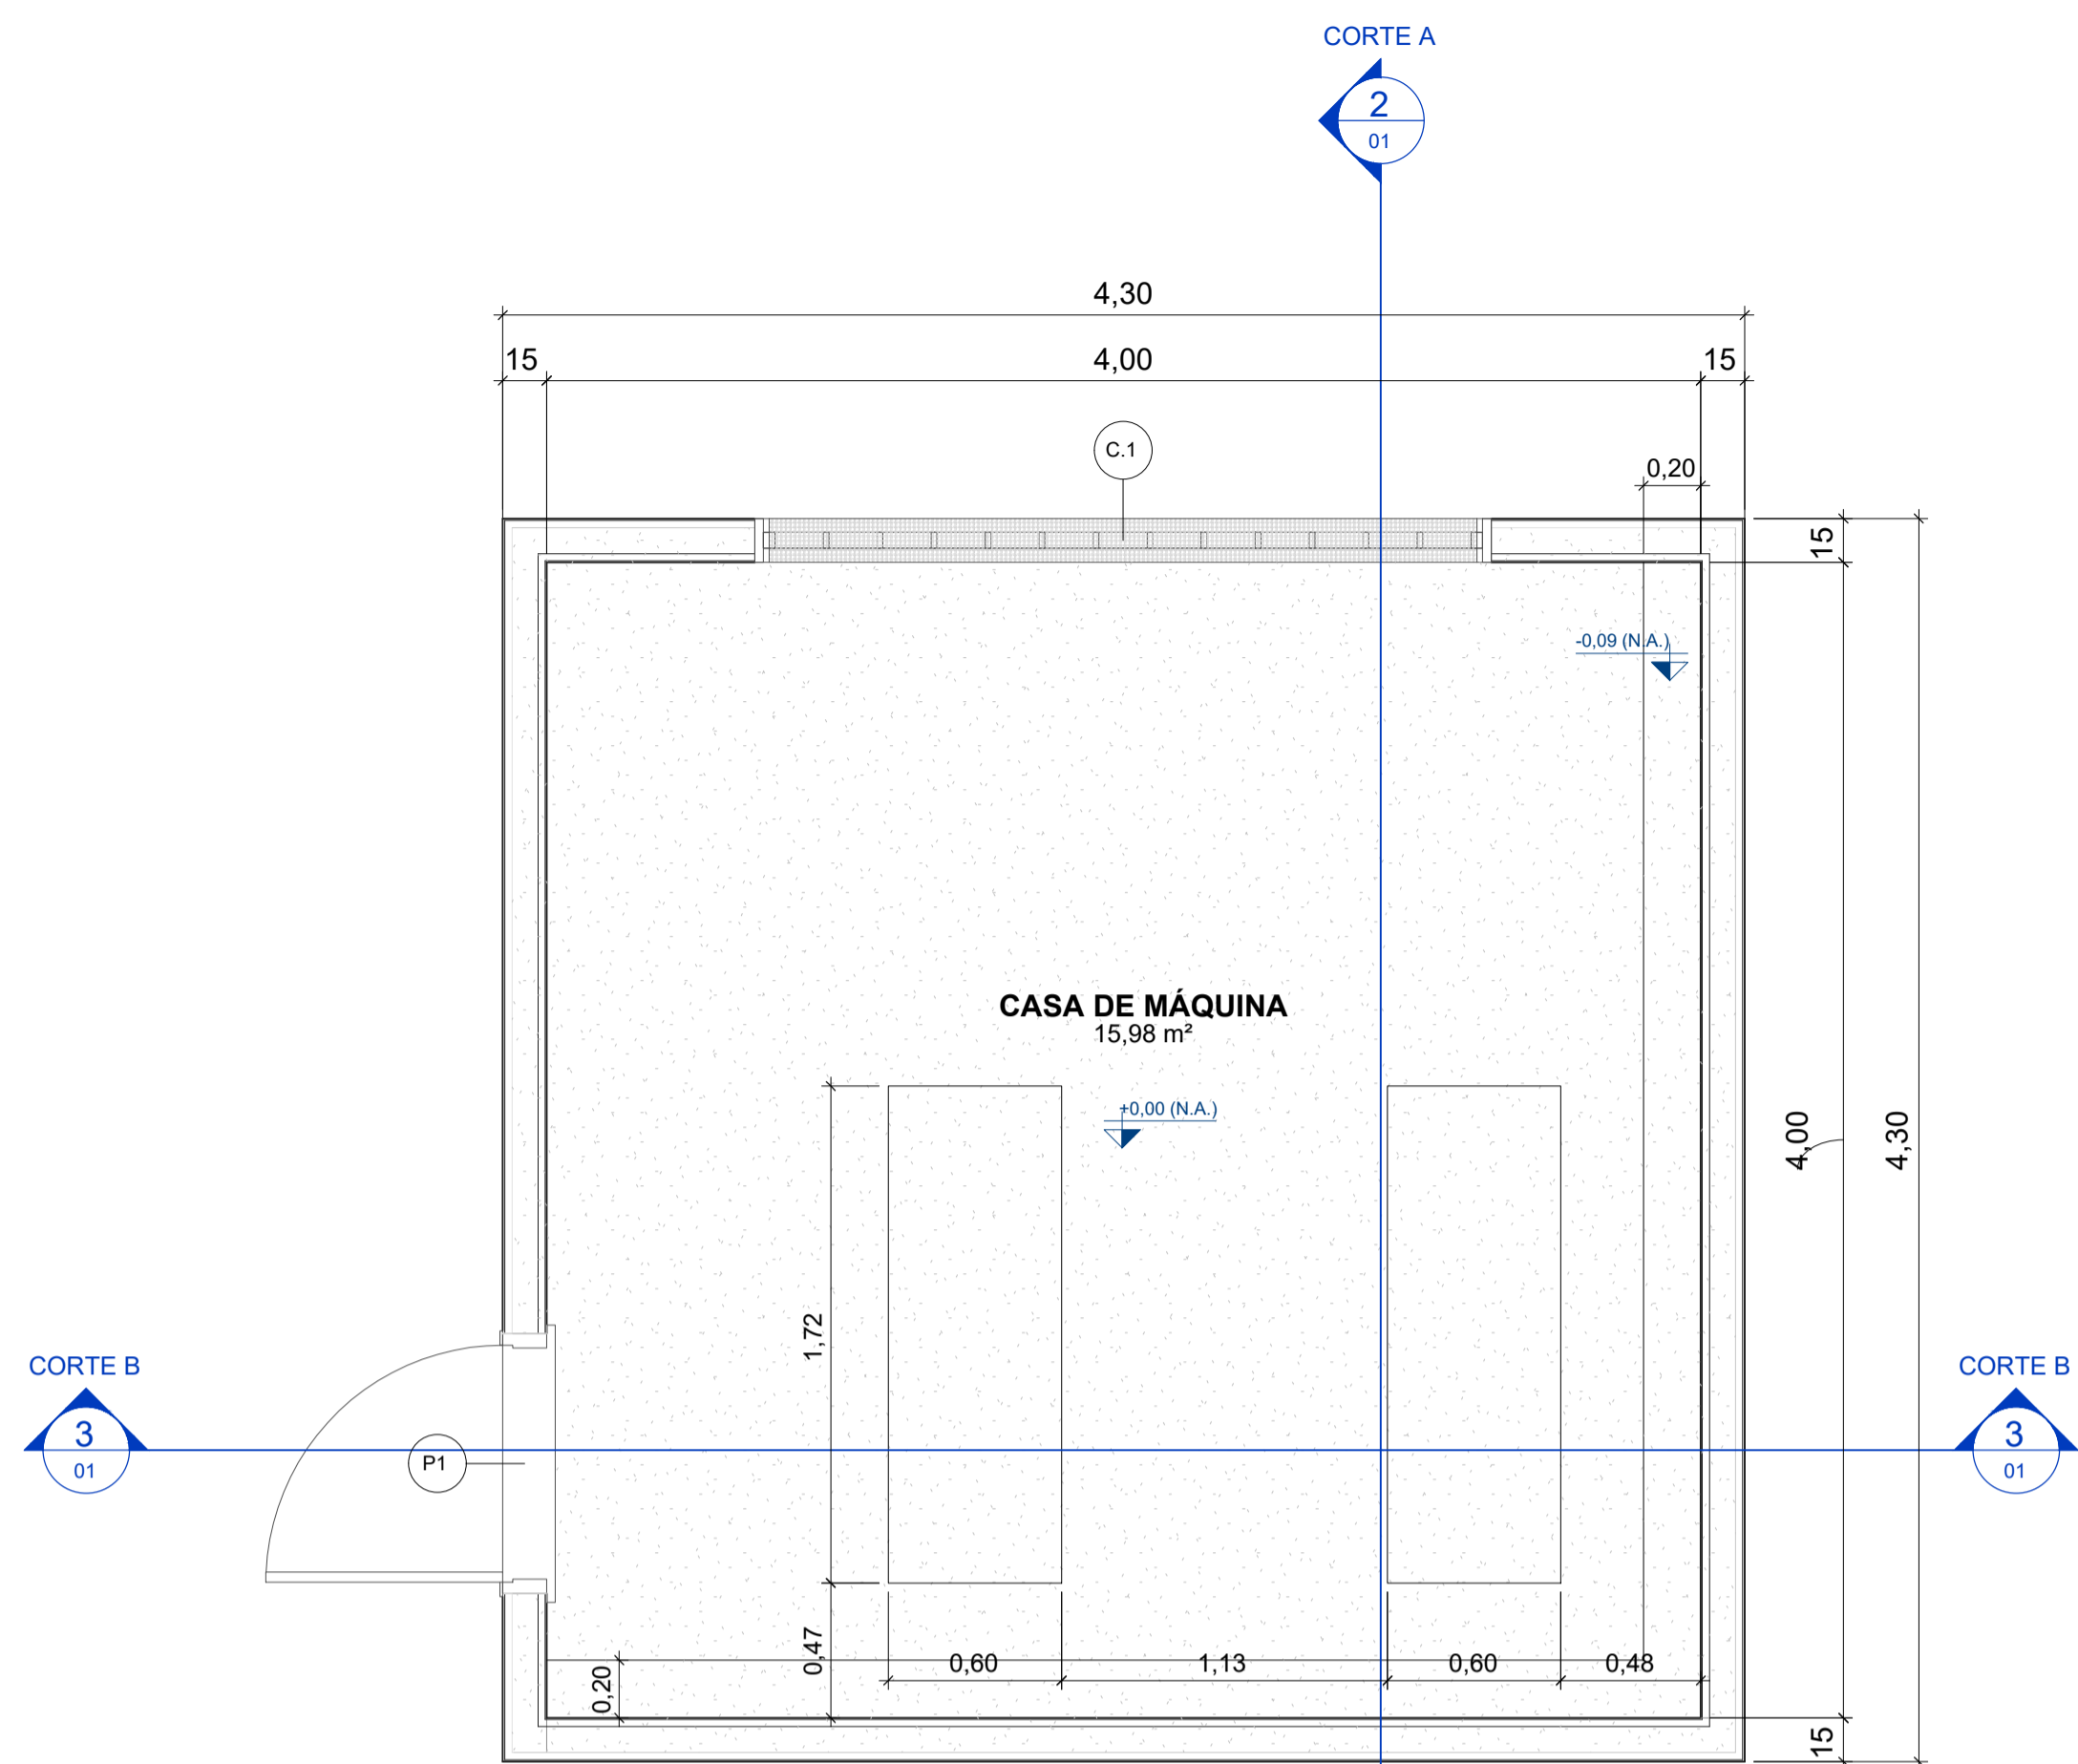 CORTE A
2
01
4,30
15
4,00
15
C.1
0,20
15
-0,09 (N.A.)
CASA DE MÁQUINA
15,98 m²
+0,00 (N.A.)
4,00
4,30
1,72
CORTE B
3
01
P1
CORTE B
3
01
0,47
0,20
0,60
1,13
0,60
0,48
15